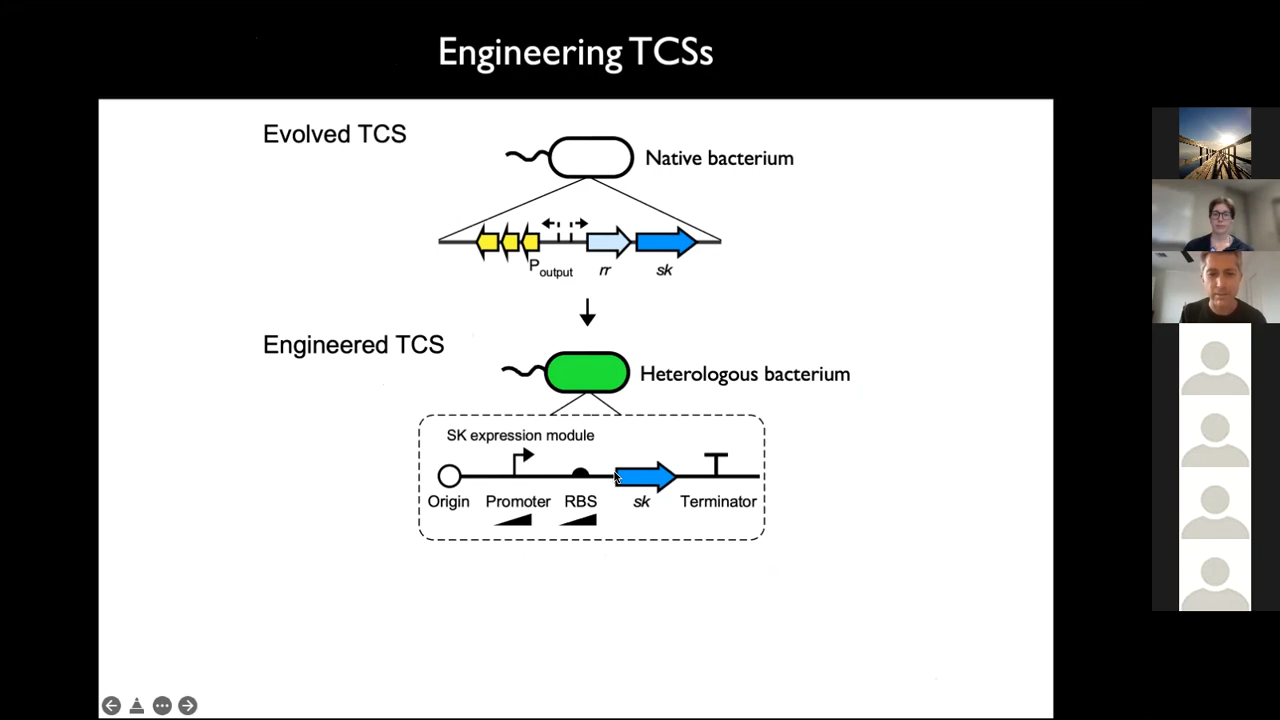 Engineering TCSs
Evolved TCS
Native bacterium
Poutput
rr
sk
Engineered TCS
Heterologous bacterium
SK expression module
Origin
Promoter
RBS
sk
Terminator